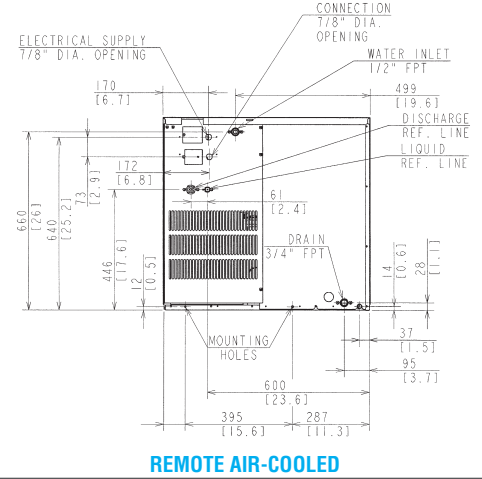 CONNECTION
7/8" DIA.
OPENING
ELECTRICAL SUPPLY
7/8" DIA. OPENING
WATER INLET
1/2" FPT
170
[6.7]
499
[19.6]
DISCHARGE
REF. LINE
LIQUID
REF. LINE
172
[6.8]
61
[2.4]
660
[26]
640
[25.2]
73
[2.9]
446
[17.6]
12
[0.5]
DRAIN
3/4" FPT
14
[0.6]
28
[1.1]
MOUNTING
HOLES
37
[1.5]
95
[3.7]
600
[23.6]
395
[15.6]
287
[11.3]
REMOTE AIR-COOLED